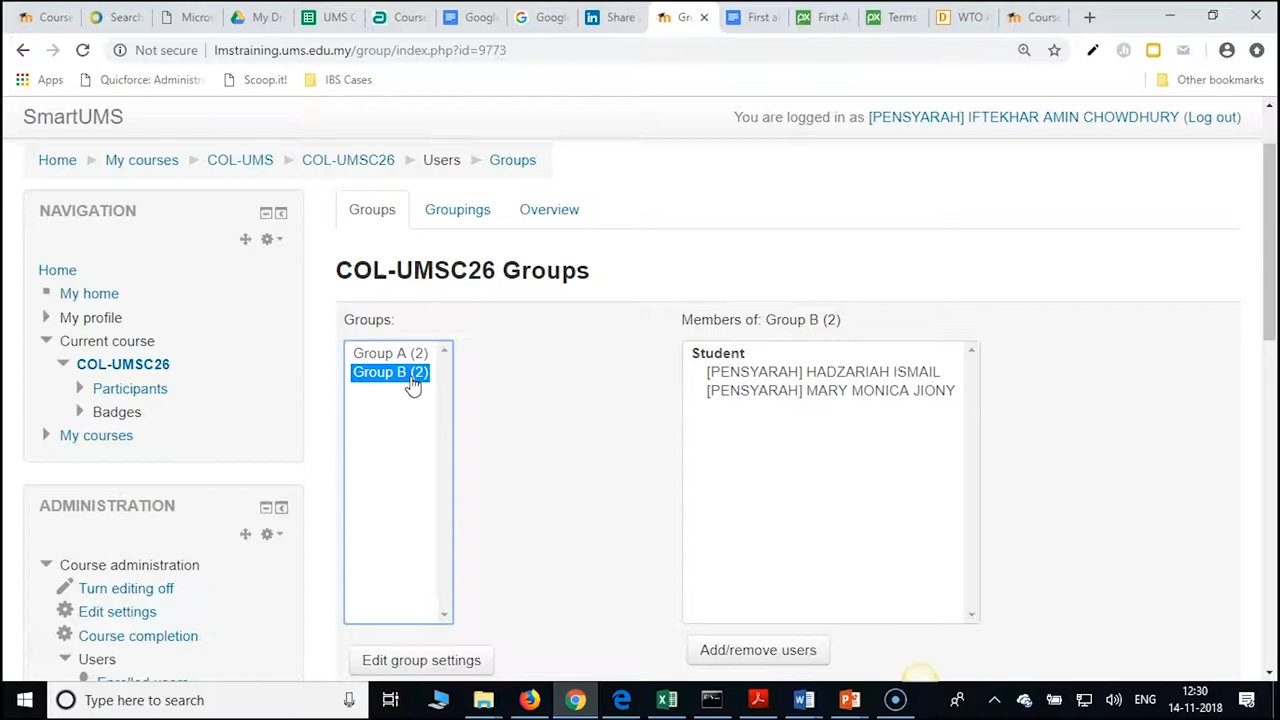 Course
Search
Micro
My Dr
UMS C
Cours
Google
Googl
Share
Gr
First a
First A
Terms
WTO
Course
Not secure
lmstraining.ums.edu.my/group/index.php?id=9773
Apps
Quicforce: Administra
Scoop.it!
IBS Cases
Other bookmarks
SmartUMS
You are logged in as [PENSYARAH] IFTEKHAR AMIN CHOWDHURY (Log out)
Home
My courses
COL-UMS
COL-UMSC26
Users
Groups
NAVIGATION
Home
My home
My profile
Current course
COL-UMSC26
Participants
Badges
My courses
ADMINISTRATION
Course administration
Turn editing off
Edit settings
Course completion
Users
Groups
Groupings
Overview
COL-UMSC26 Groups
Groups:
Group A (2)
Group B (2)
Edit group settings
Members of: Group B (2)
Student
[PENSYARAH] HADZARIAH ISMAIL
[PENSYARAH] MARY MONICA JIONY
Add/remove users
Type here to search
ENG
12:30
14-11-2018